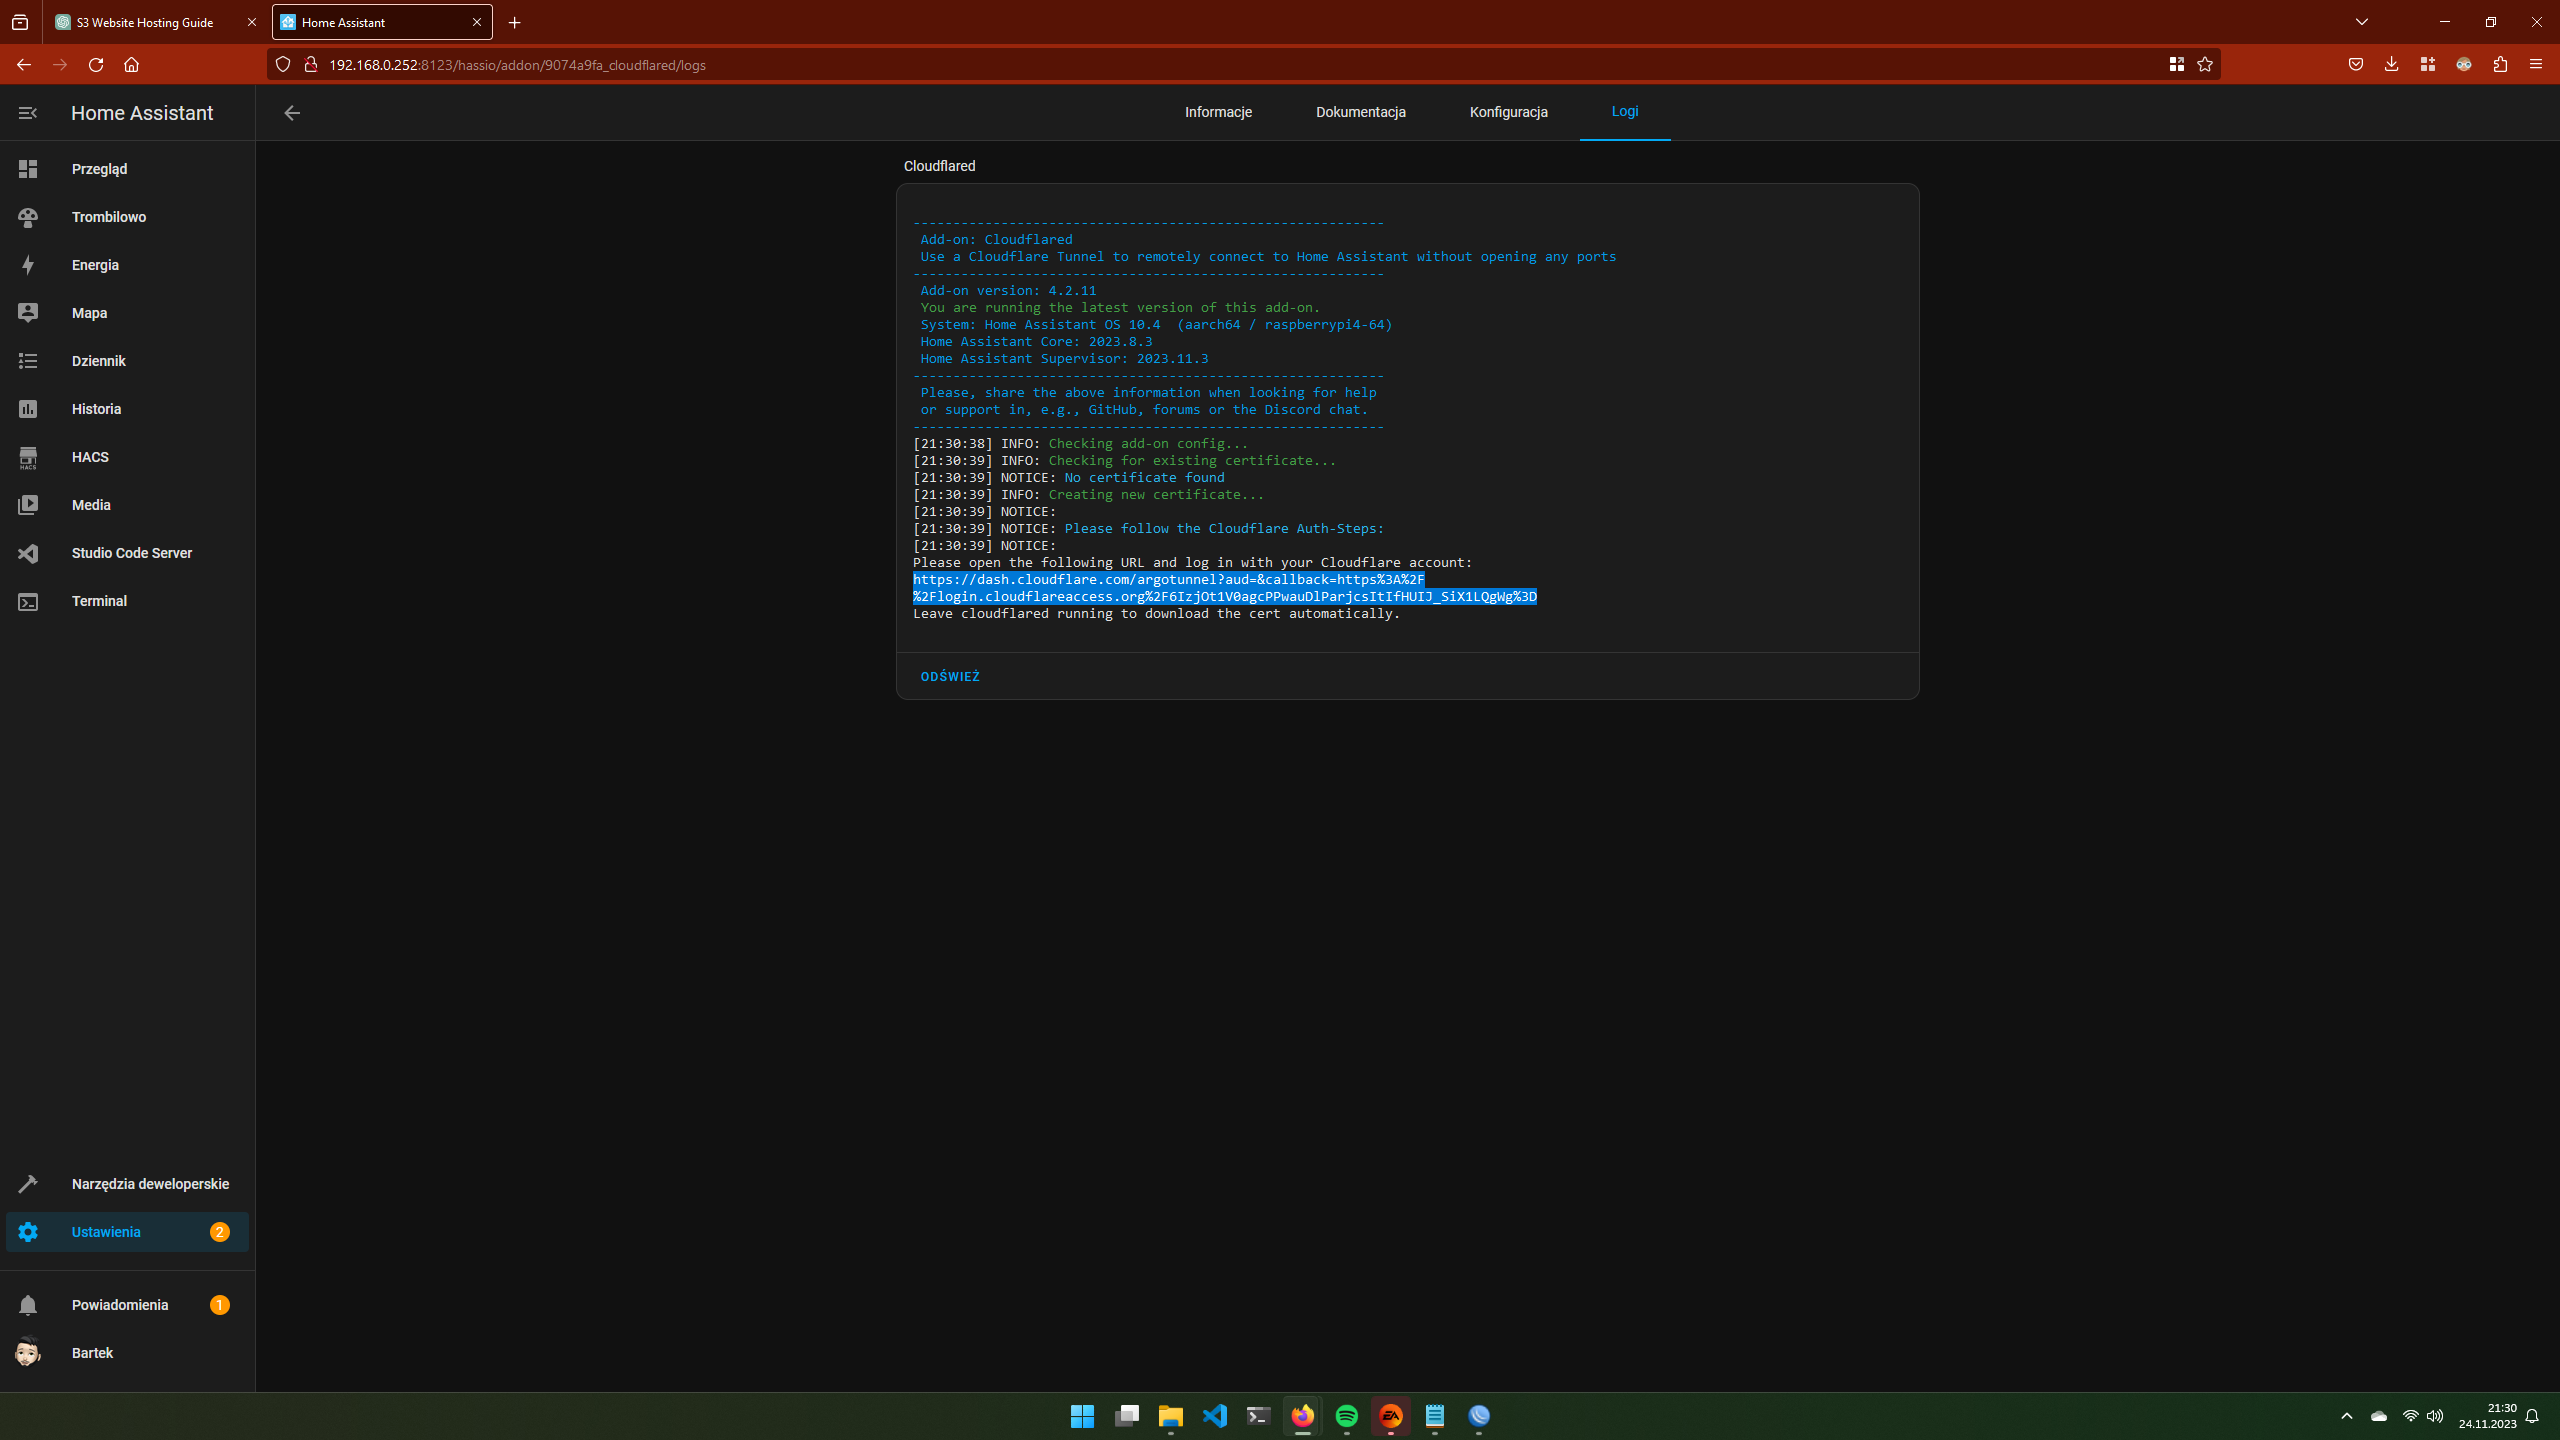 S3 Website Hosting Guide
Home Assistant
192.168.0.252:8123/hassio/addon/9074a9fa_cloudflared/logs
Home Assistant
Informacje
Dokumentacja
Konfiguracja
Logi
Przegląd
Trombilowo
Energia
Mapa
Dziennik
Historia
HACS
HACS
Media
Studio Code Server
Terminal
Cloudflared
-----------------------------------------------------------
Add-on: Cloudflared
Use a Cloudflare Tunnel to remotely connect to Home Assistant without opening any ports
-----------------------------------------------------------
Add-on version: 4.2.11
You are running the latest version of this add-on.
System: Home Assistant OS 10.4  (aarch64 / raspberrypi4-64)
Home Assistant Core: 2023.8.3
Home Assistant Supervisor: 2023.11.3
-----------------------------------------------------------
Please, share the above information when looking for help
or support in, e.g., GitHub, forums or the Discord chat.
-----------------------------------------------------------
[21:30:38] INFO: Checking add-on config...
[21:30:39] INFO: Checking for existing certificate...
[21:30:39] NOTICE: No certificate found
[21:30:39] INFO: Creating new certificate...
[21:30:39] NOTICE:
[21:30:39] NOTICE: Please follow the Cloudflare Auth-Steps:
[21:30:39] NOTICE:
Please open the following URL and log in with your Cloudflare account:
https://dash.cloudflare.com/argotunnel?aud=&callback=https%3A%2F
%2Flogin.cloudflareaccess.org%2F6IzjOt1V0agcPPwauDlParjcsItIfHUIJ_SiX1LQgWg%3D
Leave cloudflared running to download the cert automatically.
ODŚWIEŻ
Narzędzia deweloperskie
Ustawienia 2
Powiadomienia 1
Bartek
EA
21:30
24.11.2023